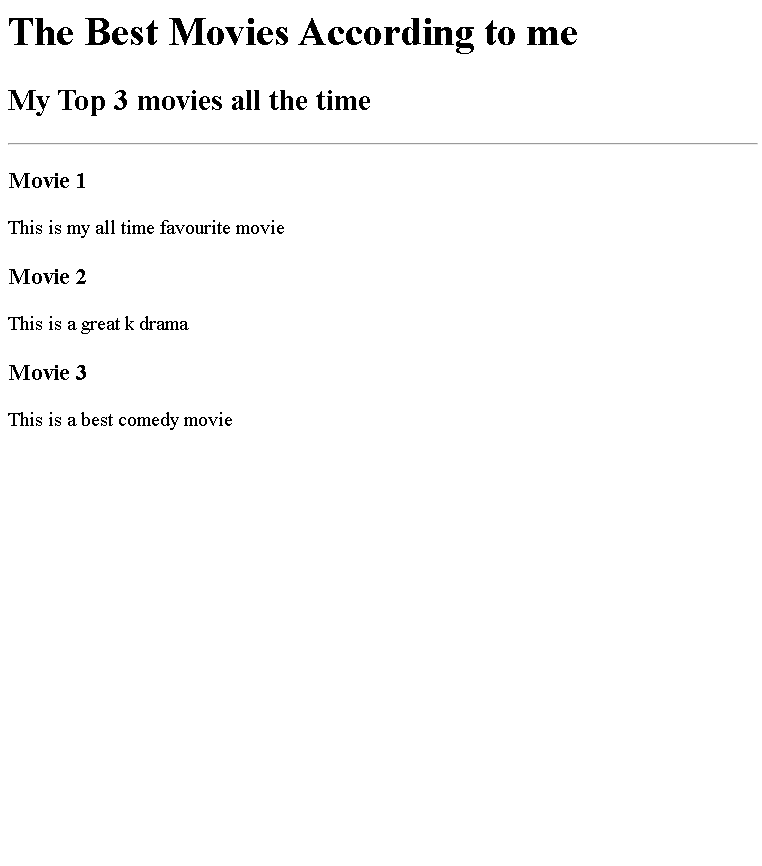 The Best Movies According to me
My Top 3 movies all the time
Movie 1
This is my all time favourite movie
Movie 2
This is a great k drama
Movie 3
This is a best comedy movie